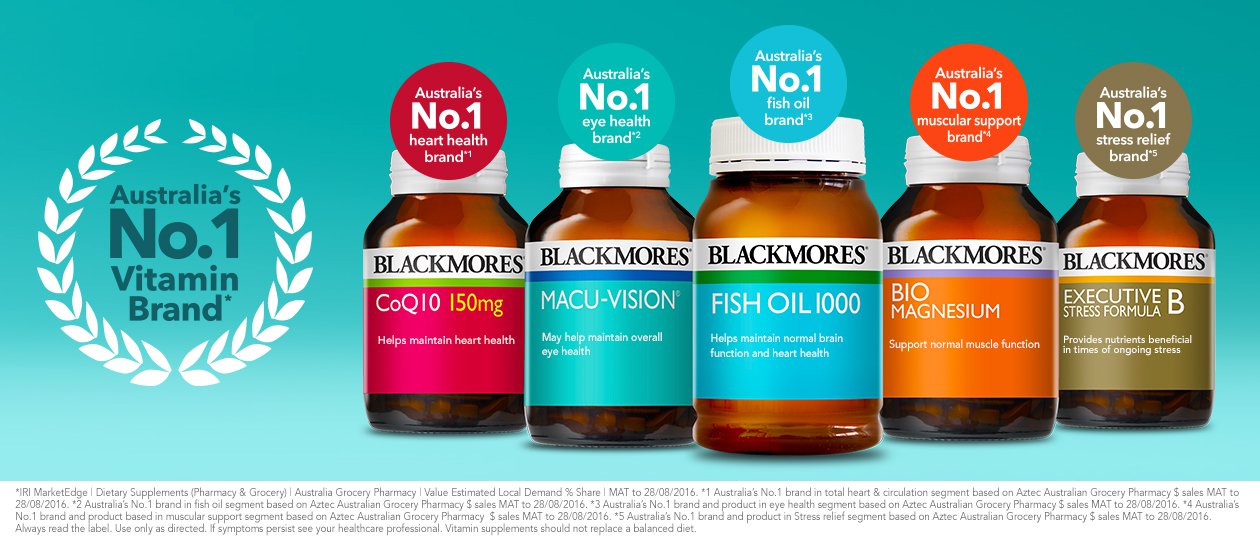 Australia's
No.1
Vitamin
Brand*
Australia's
No.1
heart health
brand*1
BLACKMORES®
CoQ10 150mg
Helps maintain heart health
Australia's
No.1
eye health
brand*2
BLACKMORES®
MACU-VISION®
May help maintain overall
eye health
Australia's
No.1
fish oil
brand*3
BLACKMORES®
FISH OIL 1000
Helps maintain normal brain
function and heart health
Australia's
No.1
muscular support
brand*4
BLACKMORES®
BIO
MAGNESIUM
Support normal muscle function
Australia's
No.1
stress relief
brand*5
BLACKMORES®
EXECUTIVE B
STRESS FORMULA
Provides nutrients beneficial
in times of ongoing stress
*IRI MarketEdge | Dietary Supplements (Pharmacy & Grocery) | Australia Grocery Pharmacy | Value Estimated Local Demand % Share | MAT to 28/08/2016. *1 Australia's No.1 brand in total heart & circulation segment based on Aztec Australian Grocery Pharmacy $ sales MAT to
28/08/2016. *2 Australia's No.1 brand in fish oil segment based on Aztec Australian Grocery Pharmacy $ sales MAT to 28/08/2016. *3 Australia's No.1 brand and product in eye health segment based on Aztec Australian Grocery Pharmacy $ sales MAT to 28/08/2016. *4 Australia's
No.1 brand and product based in muscular support segment based on Aztec Australian Grocery Pharmacy $ sales MAT to 28/08/2016. *5 Australia's No.1 brand and product in Stress relief segment based on Aztec Australian Grocery Pharmacy $ sales MAT to 28/08/2016.
Always read the label. Use only as directed. If symptoms persist see your healthcare professional. Vitamin supplements should not replace a balanced diet.